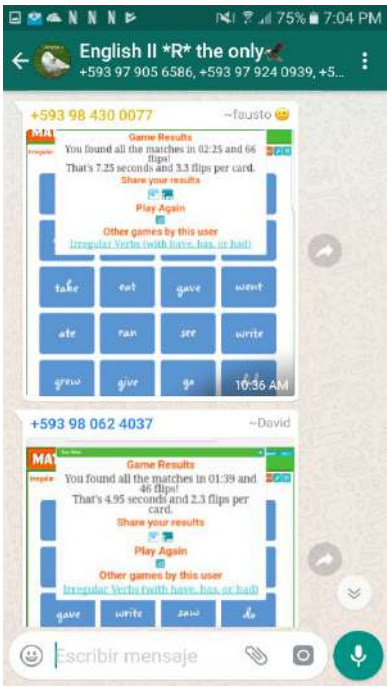 75% 7:04 PM
English II *R* the only
+593 97 905 6586, +593 97 924 0939, +5...
+593 98 430 0077 ~fausto
Game Results
You found all the matches in 02:25 and 66
flips!
That's 7.25 seconds and 3.3 flips per card.
Share your results
Play Again
Other games by this user
Irregular Verbs (with have, has, or had)
take eat gave went
ate ran see write
grew give go
10:36 AM
+593 98 062 4037 ~David
Game Results
You found all the matches in 01:39 and
46 flips!
That's 4.95 seconds and 2.3 flips per
card.
Share your results
Play Again
Other games by this user
Irregular Verbs (with have, has, or had)
gave write saw do
Escribir mensaje